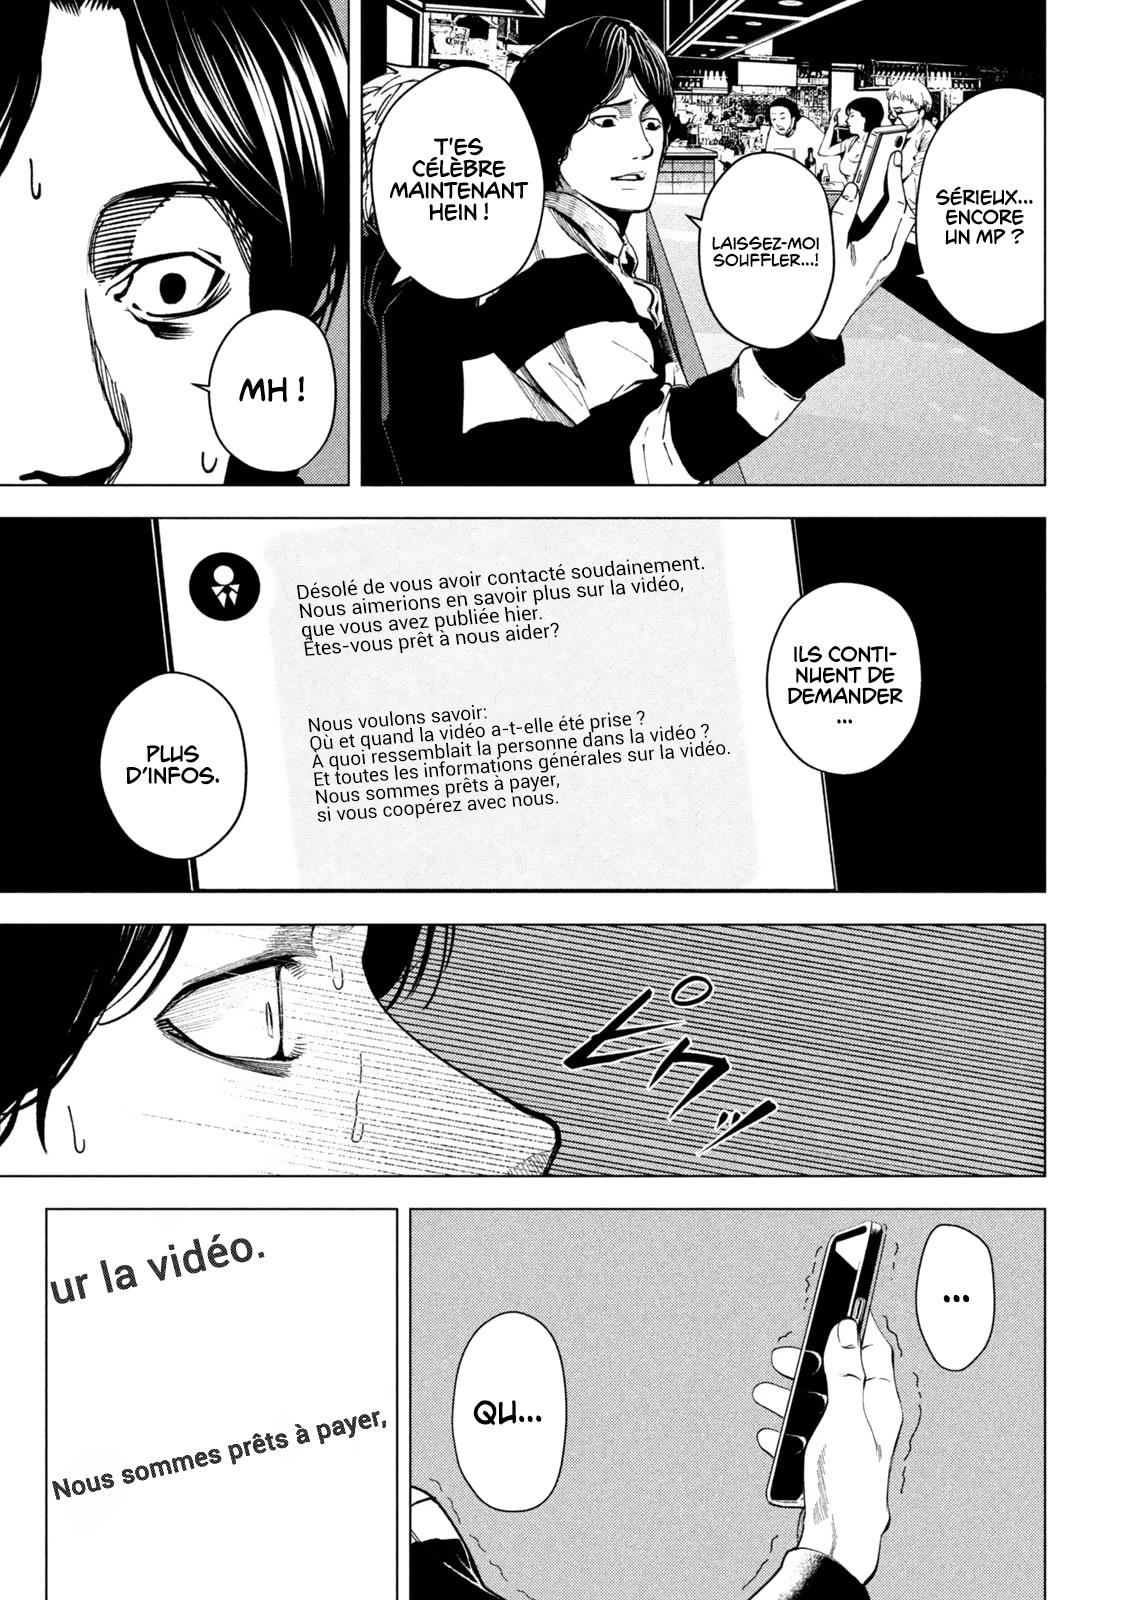 SÉRIEUX...
ENCORE
UN MP ?
LAISSEZ-MOI
SOUFFLER...!
T'ES
CÉLÈBRE
MAINTENANT
HEIN !
MH !
ILS CONTI-
NUENT DE
DEMANDER
...
Désolé de vous avoir contacté soudainement.
Nous aimerions en savoir plus sur la vidéo,
que vous avez publiée hier.
Êtes-vous prêt à nous aider?
Nous voulons savoir:
Où et quand la vidéo a-t-elle été prise ?
À quoi ressemblait la personne dans la vidéo ?
Et toutes les informations générales sur la vidéo.
Nous sommes prêts à payer,
si vous coopérez avec nous.
PLUS
D'INFOS.
ピクッ
...
QU...
ur la vidéo.
Nous sommes prêts à payer,